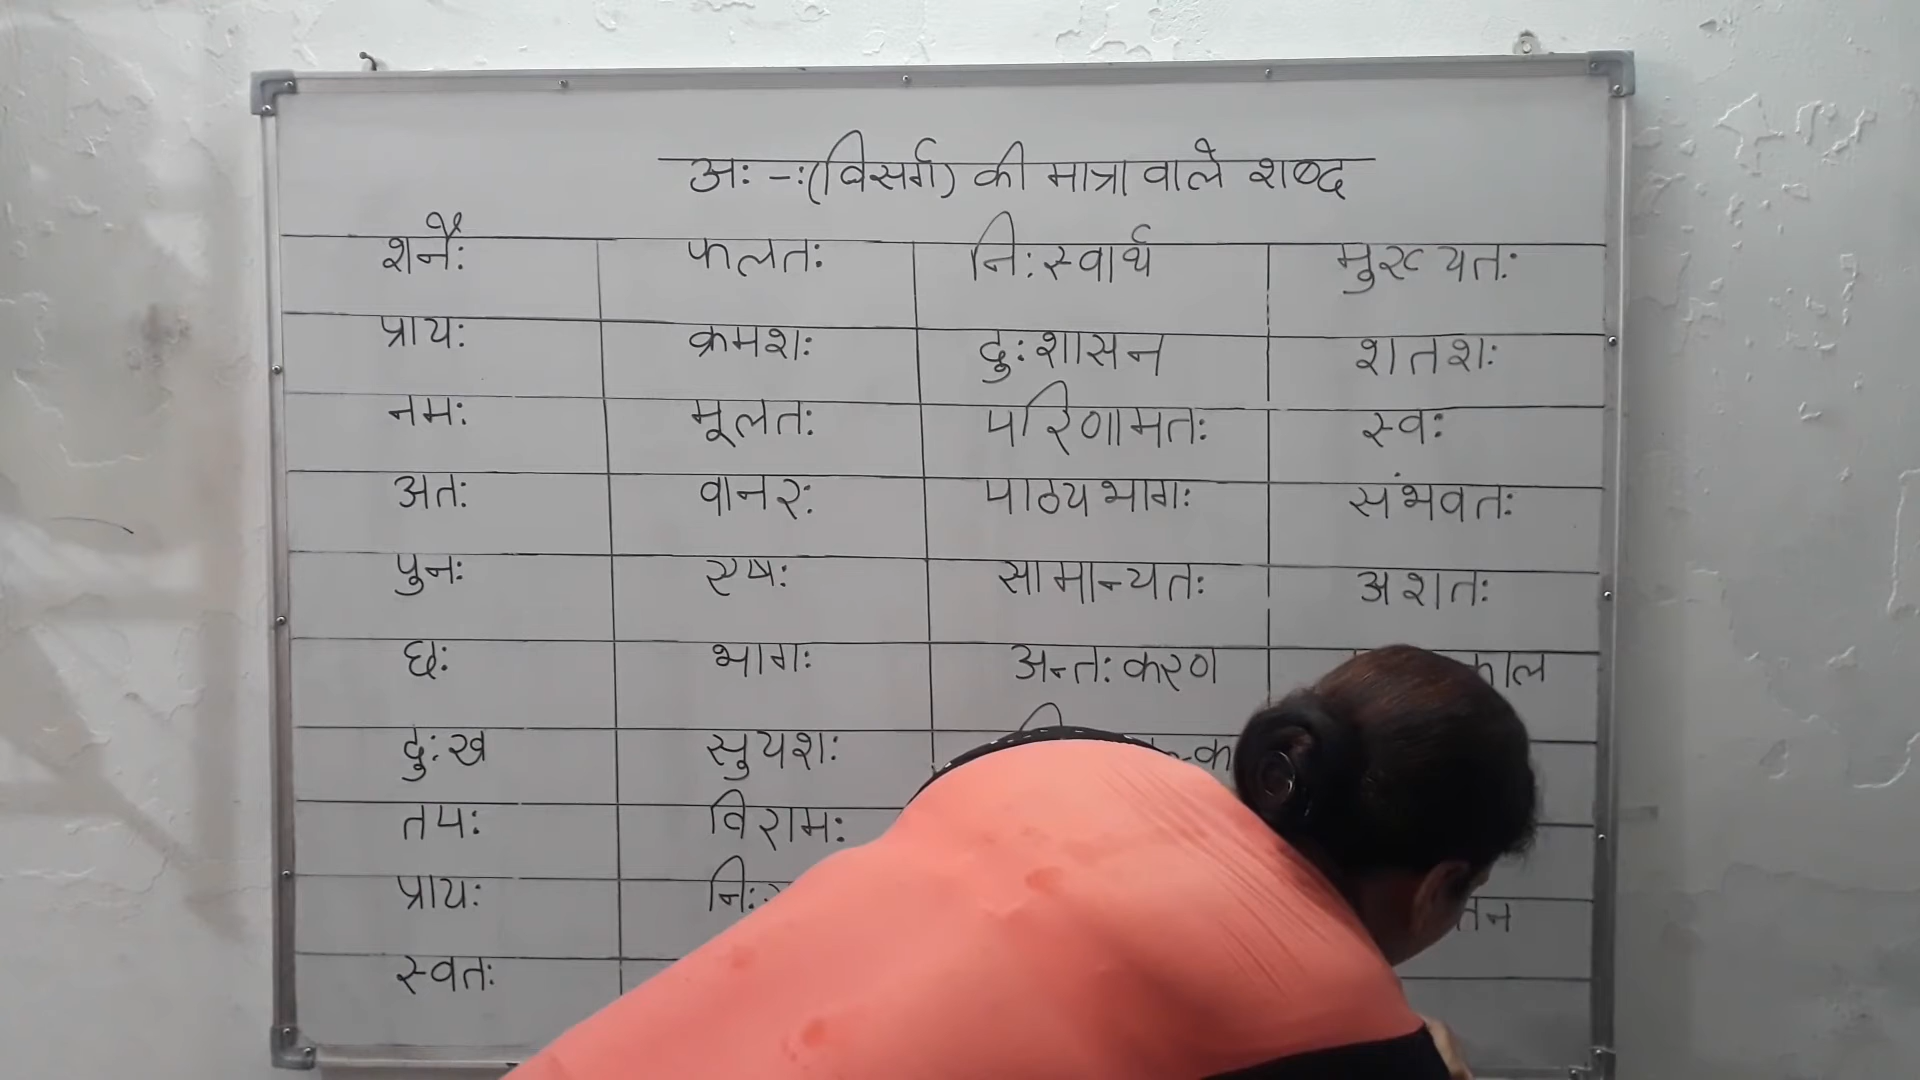 अः -ः(विसर्ग) की मात्रा वाले शब्द
शनैः फलतः निःस्वार्थ मुख्यतः
प्रायः क्रमशः दुःशासन शतशः
नमः मूलतः परिणामतः स्वः
अतः वानरः पाठ्यभागः संभवतः
पुनः एषः सामान्यतः अशतः
छः भागः अन्तःकरण
दुःख सुयशः
तपः विरामः
प्रायः
स्वतः